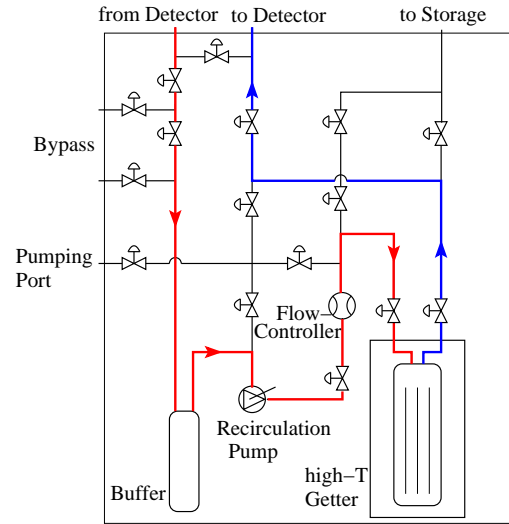 from Detector
to Detector
to Storage
Bypass
Pumping
Port
Flow–
Controller
Recirculation
Pump
high–T
Getter
Buffer